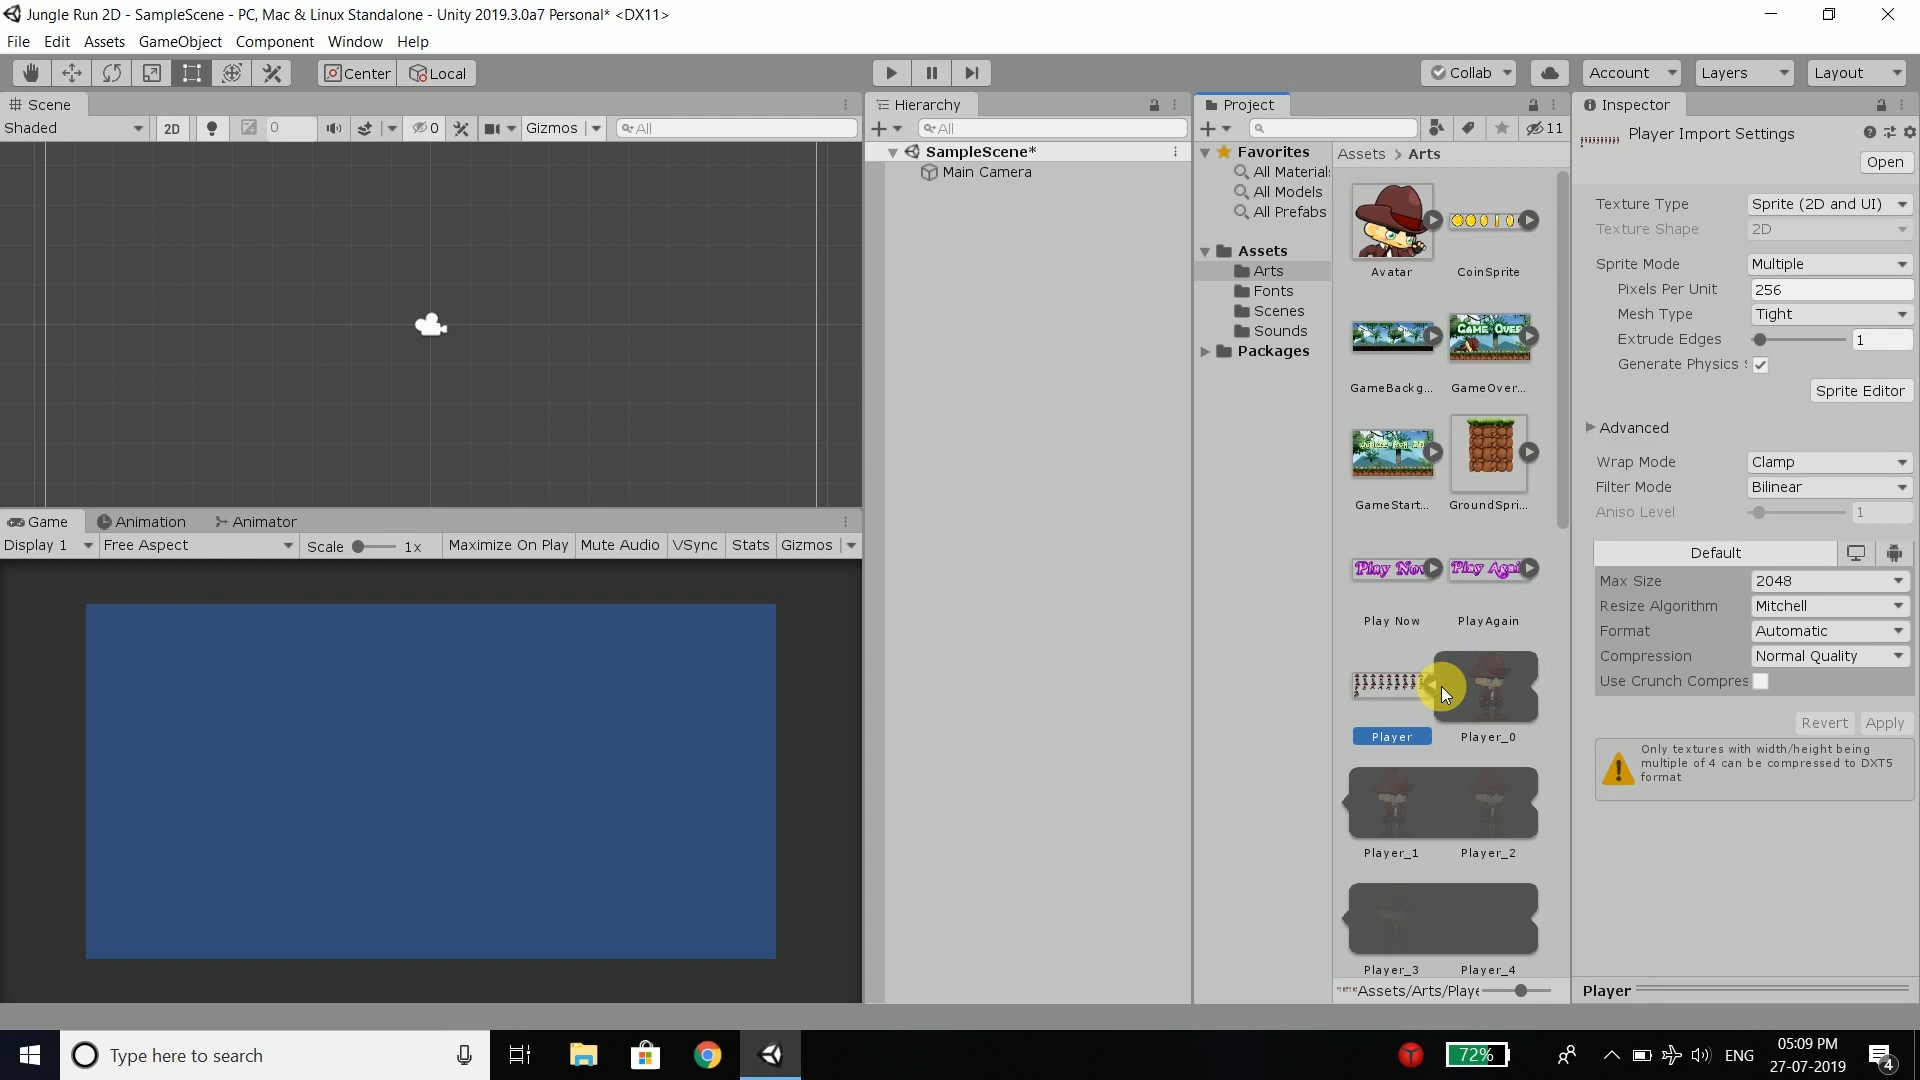 Jungle Run 2D - SampleScene - PC, Mac & Linux Standalone - Unity 2019.3.0a7 Personal* <DX11>
File Edit Assets GameObject Component Window Help
Center Local Collab Account Layers Layout
Scene
Shaded 2D 0 0 Gizmos All
Game Animation Animator
Display 1 Free Aspect Scale 1x Maximize On Play Mute Audio VSync Stats Gizmos
Hierarchy
All
SampleScene*
Main Camera
Project
11
Favorites
All Material
All Models
All Prefabs
Assets
Arts
Fonts
Scenes
Sounds
Packages
Assets > Arts
Avatar CoinSprite
GAME OVER
GameBackg... GameOver...
GameStart... GroundSpri...
Play Now Play Again
Play Now PlayAgain
Player Player_0
Player_1 Player_2
Player_3 Player_4
Assets/Arts/Playe
Inspector
Player Import Settings
Open
Texture Type Sprite (2D and UI)
Texture Shape 2D
Sprite Mode Multiple
Pixels Per Unit 256
Mesh Type Tight
Extrude Edges 1
Generate Physics S
Sprite Editor
Advanced
Wrap Mode Clamp
Filter Mode Bilinear
Aniso Level 1
Default
Max Size 2048
Resize Algorithm Mitchell
Format Automatic
Compression Normal Quality
Use Crunch Compres
Revert Apply
Only textures with width/height being
multiple of 4 can be compressed to DXT5
format
Player
Type here to search
72%
ENG
05:09 PM
27-07-2019
4